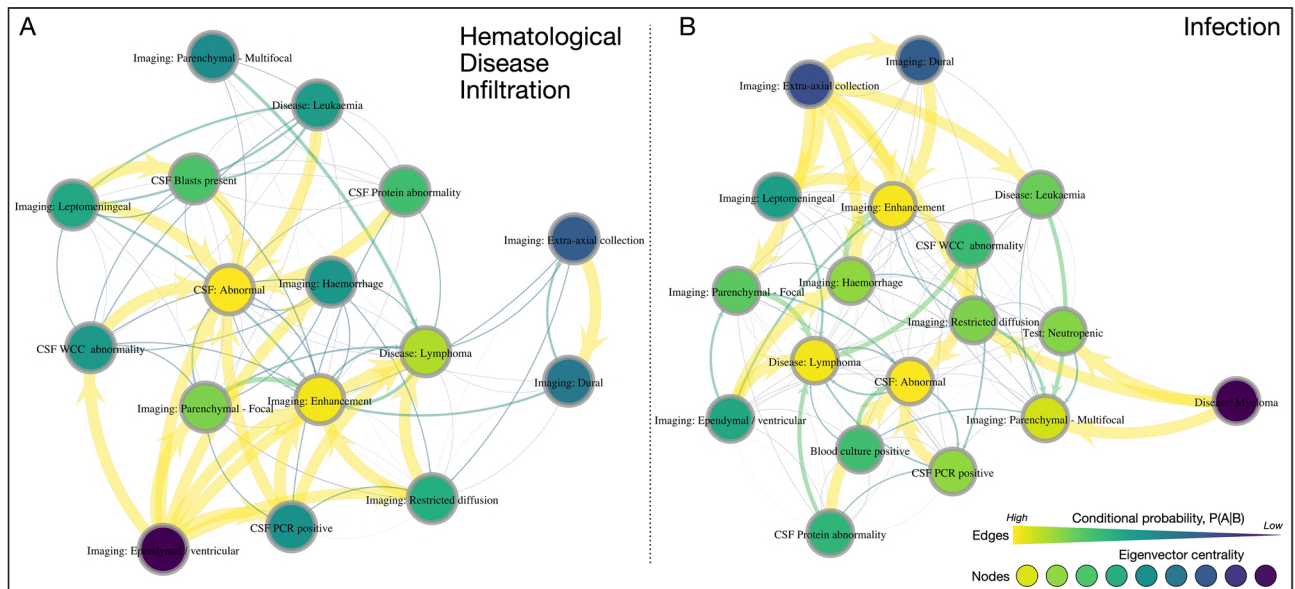 A
Hematological
Disease
Infiltration
Imaging: Parenchymal - Multifocal
Disease: Leukaemia
CSF Blasts present
CSF Protein abnormality
Imaging: Leptomeningeal
Imaging: Extra-axial collection
CSF: Abnormal
Imaging: Haemorrhage
CSF WCC abnormality
Disease: Lymphoma
Imaging: Dural
Imaging: Parenchymal - Focal
Imaging: Enhancement
Imaging: Restricted diffusion
CSF PCR positive
Imaging: Ependymal / ventricular
B
Infection
Imaging: Dural
Imaging: Extra-axial collection
Imaging: Leptomeningeal
Imaging: Enhancement
Disease: Leukaemia
CSF WCC abnormality
Imaging: Haemorrhage
Imaging: Parenchymal - Focal
Imaging: Restricted diffusion
Test: Neutropenic
Disease: Lymphoma
CSF: Abnormal
Disease: Myeloma
Imaging: Ependymal / ventricular
Imaging: Parenchymal - Multifocal
Blood culture positive
CSF PCR positive
CSF Protein abnormality
High
Conditional probability, P(A|B)
Low
Edges
Eigenvector centrality
Nodes